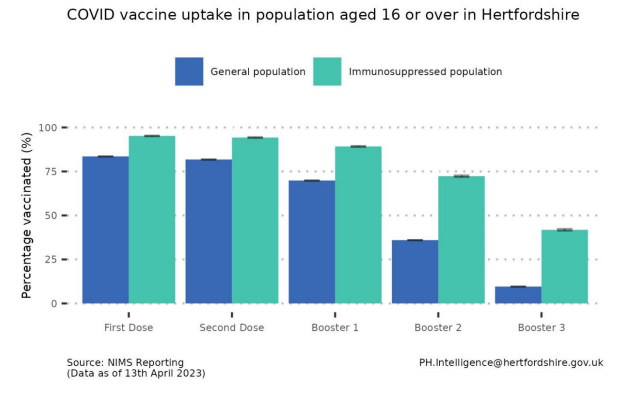 COVID vaccine uptake in population aged 16 or over in Hertfordshire
General population
Immunosuppressed population
Percentage vaccinated (%)
100
75
50
25
0
First Dose
Second Dose
Booster 1
Booster 2
Booster 3
Source: NIMS Reporting
(Data as of 13th April 2023)
PH.Intelligence@hertfordshire.gov.uk